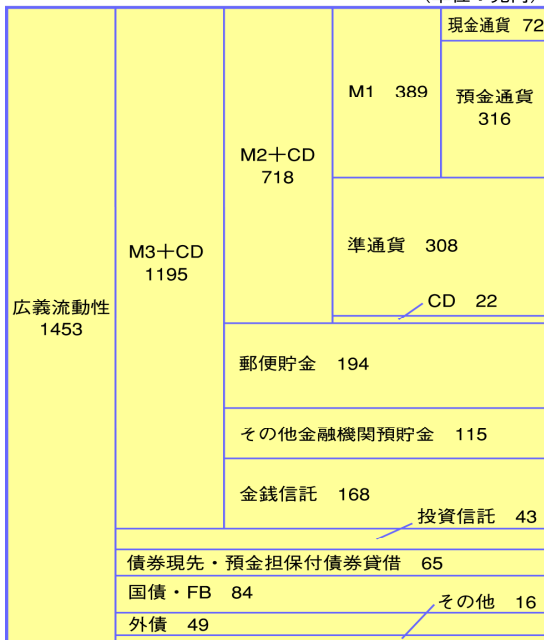 (単位：兆円)
現金通貨 72
M1 389
預金通貨
316
M2＋CD
718
準通貨 308
M3＋CD
1195
CD 22
広義流動性
1453
郵便貯金 194
その他金融機関預貯金 115
金銭信託 168
投資信託 43
債券現先・預金担保付債券貸借 65
国債・FB 84
その他 16
外債 49